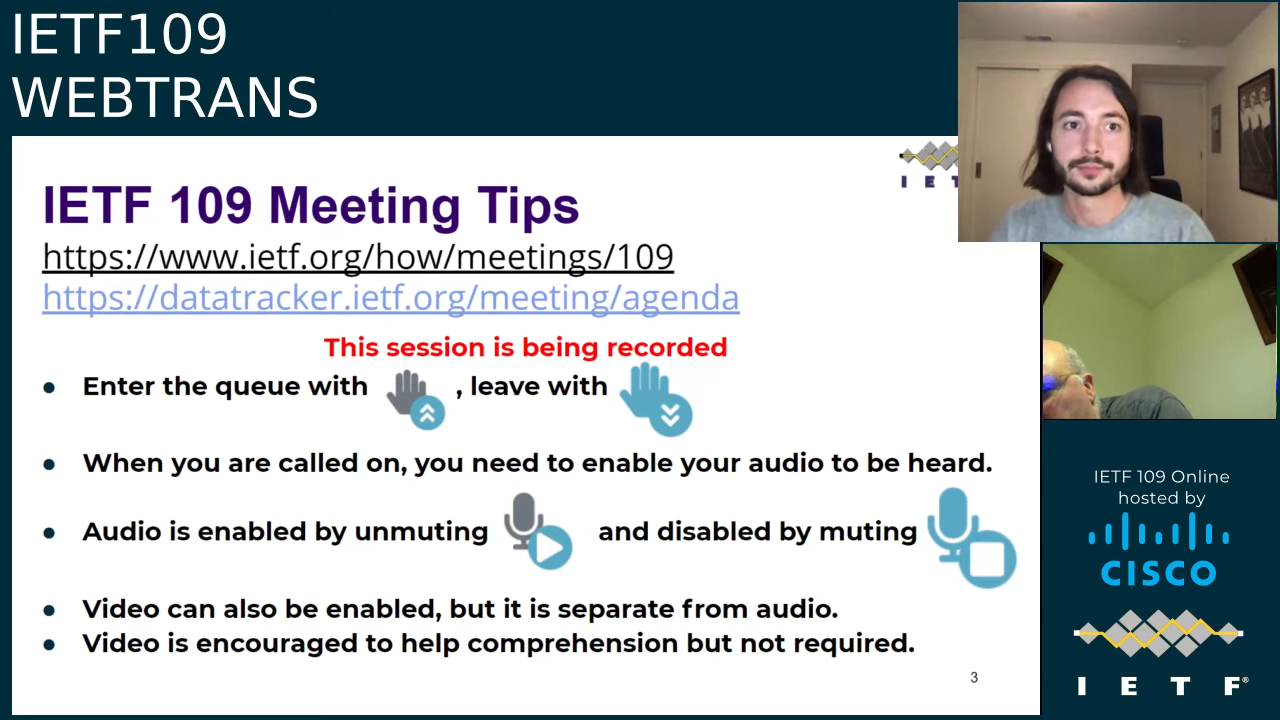 IETF109
WEBTRANS
IETF 109 Meeting Tips
https://www.ietf.org/how/meetings/109
https://datatracker.ietf.org/meeting/agenda
This session is being recorded
• Enter the queue with , leave with
• When you are called on, you need to enable your audio to be heard.
• Audio is enabled by unmuting and disabled by muting
• Video can also be enabled, but it is separate from audio.
• Video is encouraged to help comprehension but not required.
3
I E T
IETF 109 Online
hosted by
CISCO
I E T F®